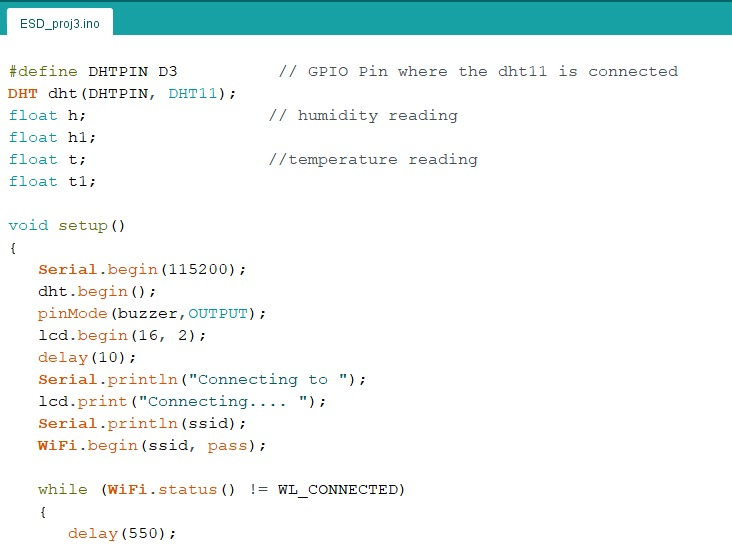 ESD_proj3.ino
#define DHTPIN D3 // GPIO Pin where the dht11 is connected
DHT dht(DHTPIN, DHT11);
float h; // humidity reading
float h1;
float t; //temperature reading
float t1;
void setup()
{
Serial.begin(115200);
dht.begin();
pinMode(buzzer,OUTPUT);
lcd.begin(16, 2);
delay(10);
Serial.println("Connecting to ");
lcd.print("Connecting.... ");
Serial.println(ssid);
WiFi.begin(ssid, pass);
while (WiFi.status() != WL_CONNECTED)
{
delay(550);